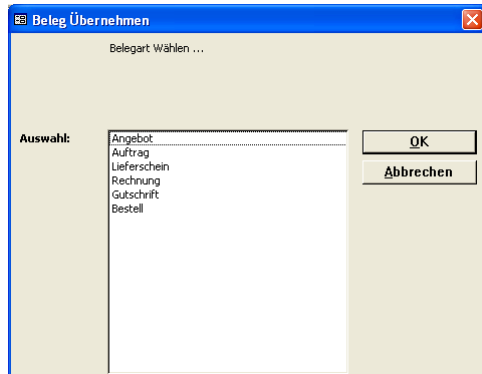 Beleg Übernehmen
Belegart Wählen ...
Auswahl:
Angebot
Auftrag
Lieferschein
Rechnung
Gutschrift
Bestell
OK
Abbrechen